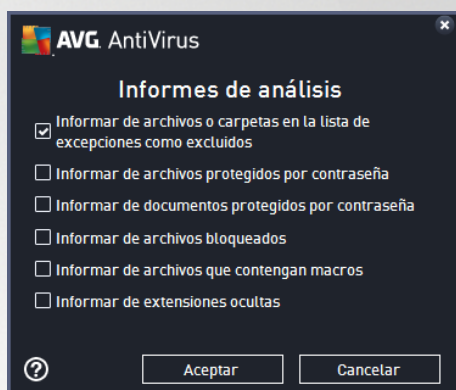 AVG. AntiVirus
Informes de análisis
Informar de archivos o carpetas en la lista de
excepciones como excluidos
Informar de archivos protegidos por contraseña
Informar de documentos protegidos por contraseña
Informar de archivos bloqueados
Informar de archivos que contengan macros
Informar de extensiones ocultas
? Aceptar Cancelar